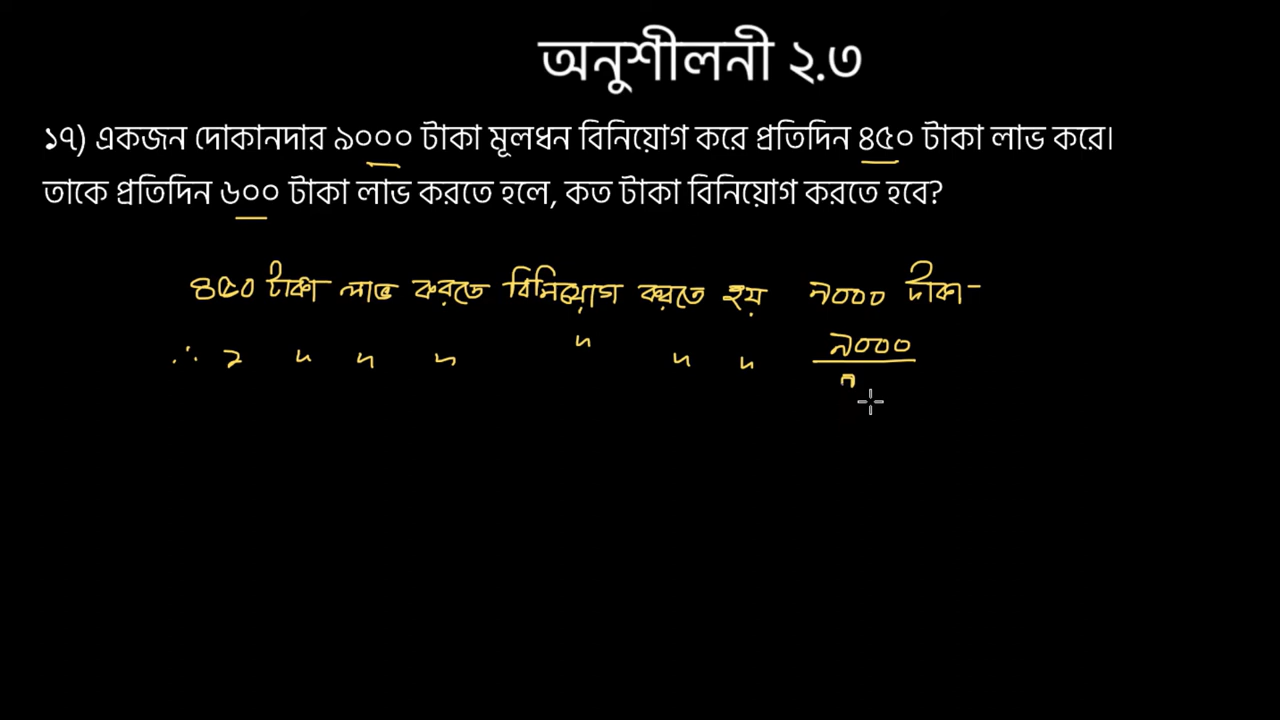 অনুশীলনী ২.৩
১৭) একজন দোকানদার ৯০০০ টাকা মূলধন বিনিয়োগ করে প্রতিদিন ৪৫০ টাকা লাভ করে।
তাকে প্রতিদিন ৬০০ টাকা লাভ করতে হলে, কত টাকা বিনিয়োগ করতে হবে?
৪৫০ টাকা লাভ করতে বিনিয়োগ করতে হয় ৯০০০ টাকা
∴ ১ " " " " " " ৯০০০